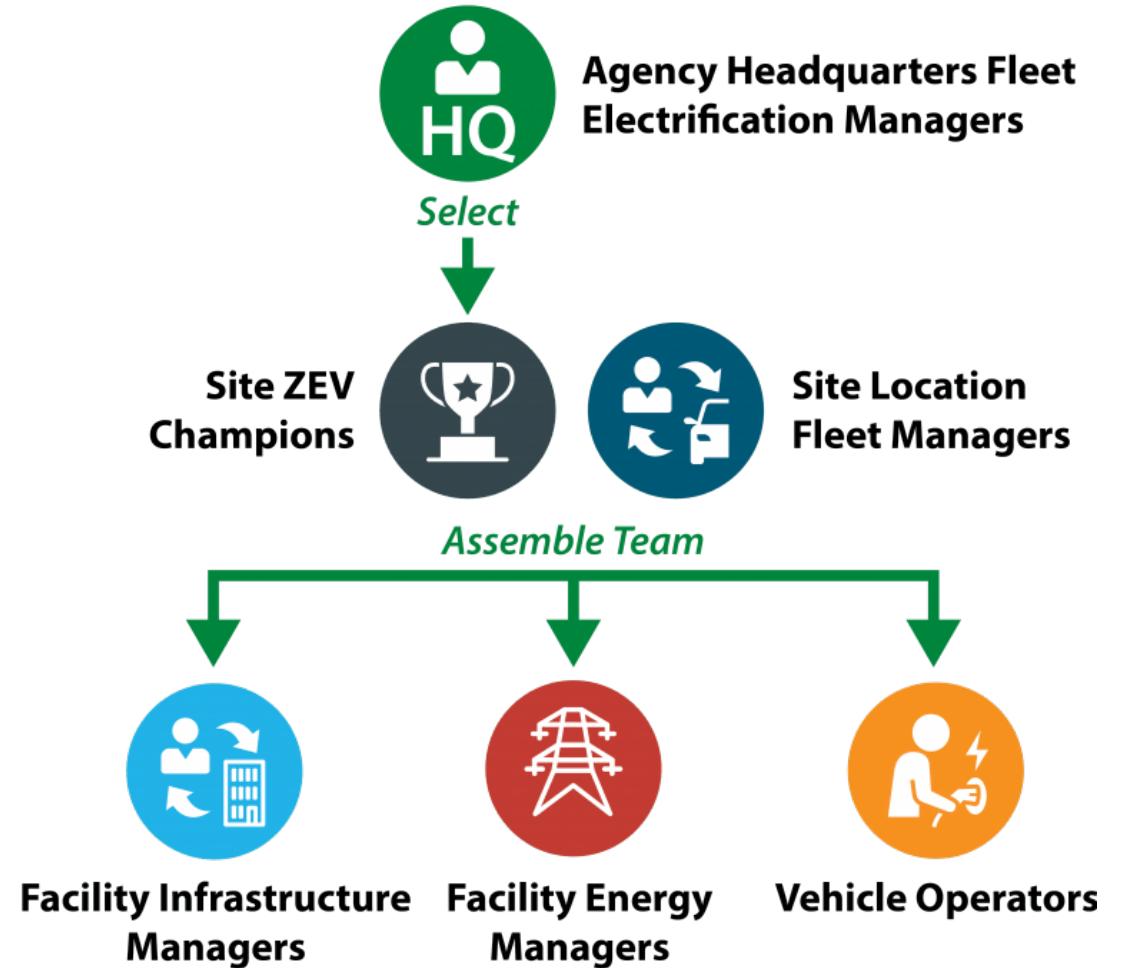 HQ
Agency Headquarters Fleet
Electrification Managers
Select
Site ZEV
Champions
Site Location
Fleet Managers
Assemble Team
Facility Infrastructure
Managers
Facility Energy
Managers
Vehicle Operators